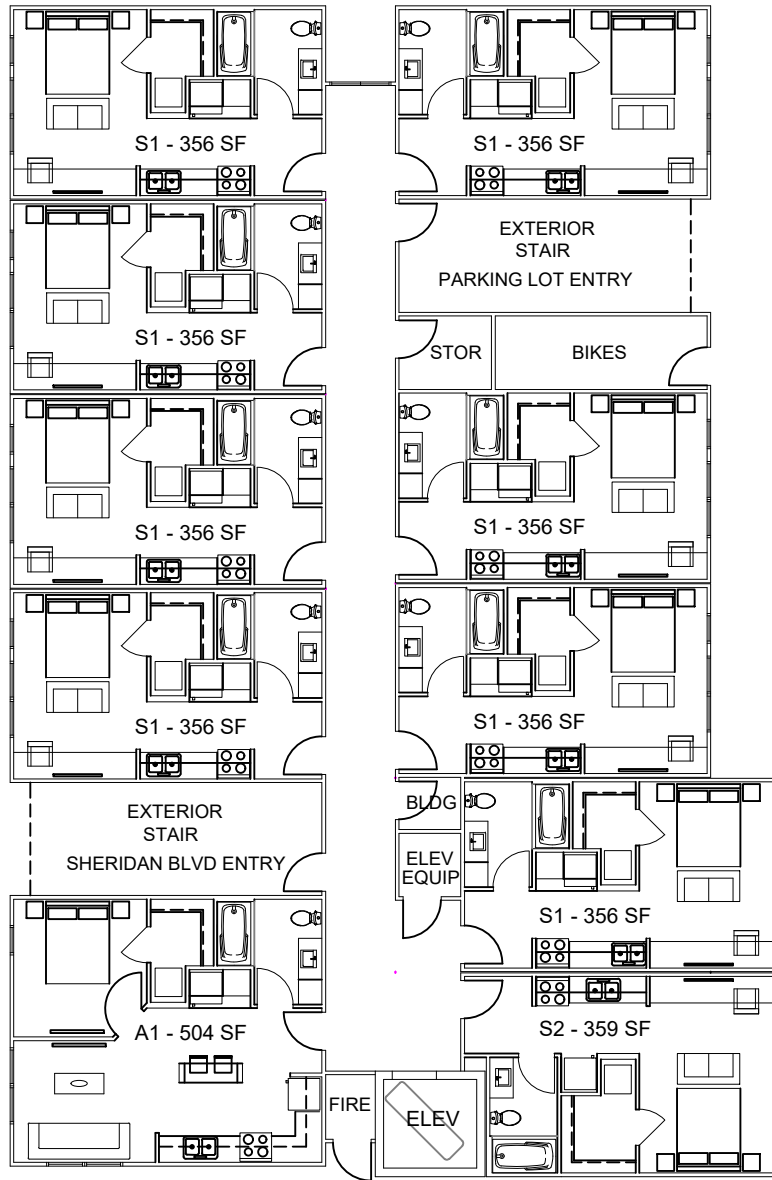 S1 - 356 SF
S1 - 356 SF
EXTERIOR
STAIR
PARKING LOT ENTRY
S1 - 356 SF
STOR
BIKES
S1 - 356 SF
S1 - 356 SF
S1 - 356 SF
S1 - 356 SF
BLDG
EXTERIOR
STAIR
SHERIDAN BLVD ENTRY
ELEV
EQUIP
S1 - 356 SF
A1 - 504 SF
S2 - 359 SF
FIRE
ELEV